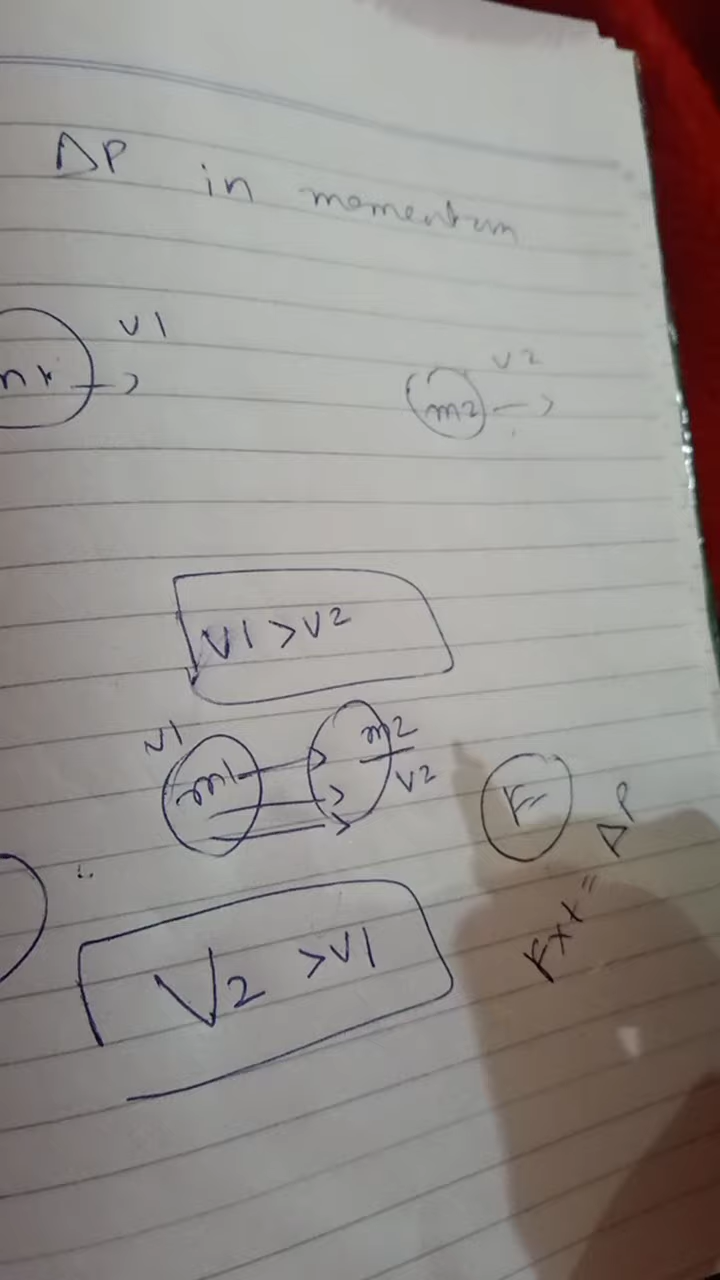 ΔP in momentum
V1
V2
m2
V1 > V2
V1
m1
m2
V2
F
F x t = ΔP
V2 > V1